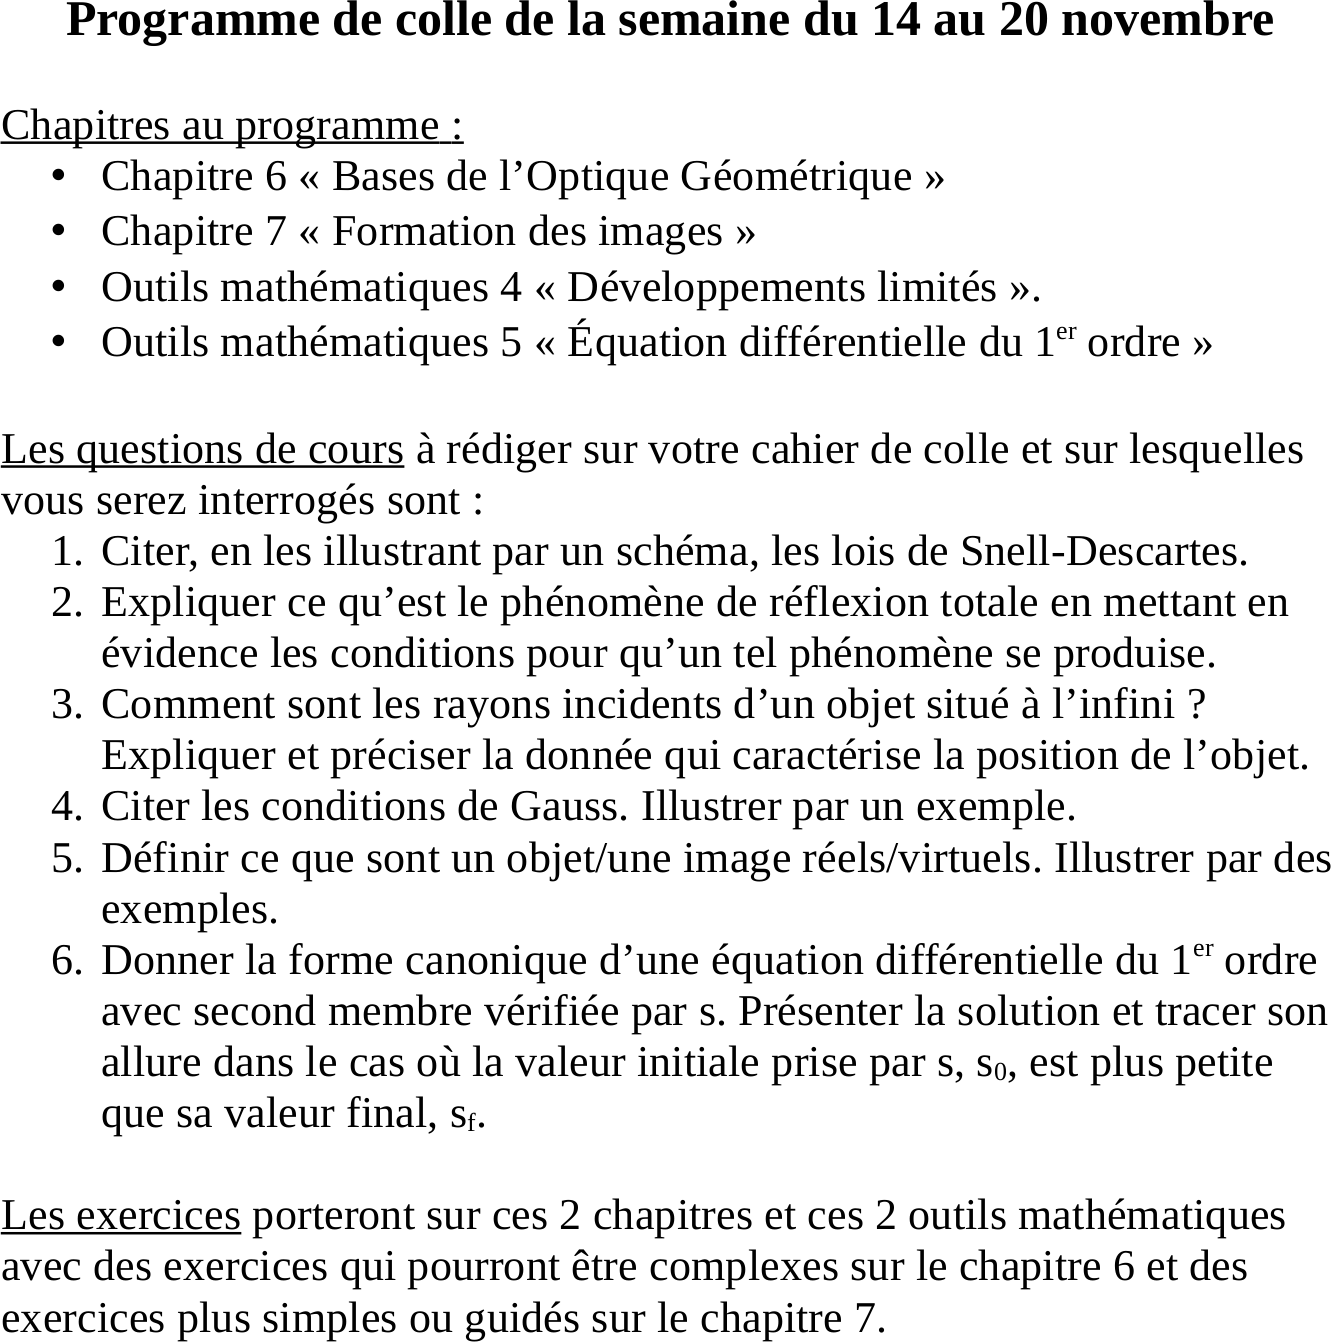 Programme de colle de la semaine du 14 au 20 novembre
Chapitres au programme :
• Chapitre 6 « Bases de l’Optique Géométrique »
• Chapitre 7 « Formation des images »
• Outils mathématiques 4 « Développements limités ».
• Outils mathématiques 5 « Équation différentielle du 1er ordre »
Les questions de cours à rédiger sur votre cahier de colle et sur lesquelles
vous serez interrogés sont :
1. Citer, en les illustrant par un schéma, les lois de Snell-Descartes.
2. Expliquer ce qu’est le phénomène de réflexion totale en mettant en
évidence les conditions pour qu’un tel phénomène se produise.
3. Comment sont les rayons incidents d’un objet situé à l’infini ?
Expliquer et préciser la donnée qui caractérise la position de l’objet.
4. Citer les conditions de Gauss. Illustrer par un exemple.
5. Définir ce que sont un objet/une image réels/virtuels. Illustrer par des
exemples.
6. Donner la forme canonique d’une équation différentielle du 1er ordre
avec second membre vérifiée par s. Présenter la solution et tracer son
allure dans le cas où la valeur initiale prise par s, s0, est plus petite
que sa valeur final, sf.
Les exercices porteront sur ces 2 chapitres et ces 2 outils mathématiques
avec des exercices qui pourront être complexes sur le chapitre 6 et des
exercices plus simples ou guidés sur le chapitre 7.